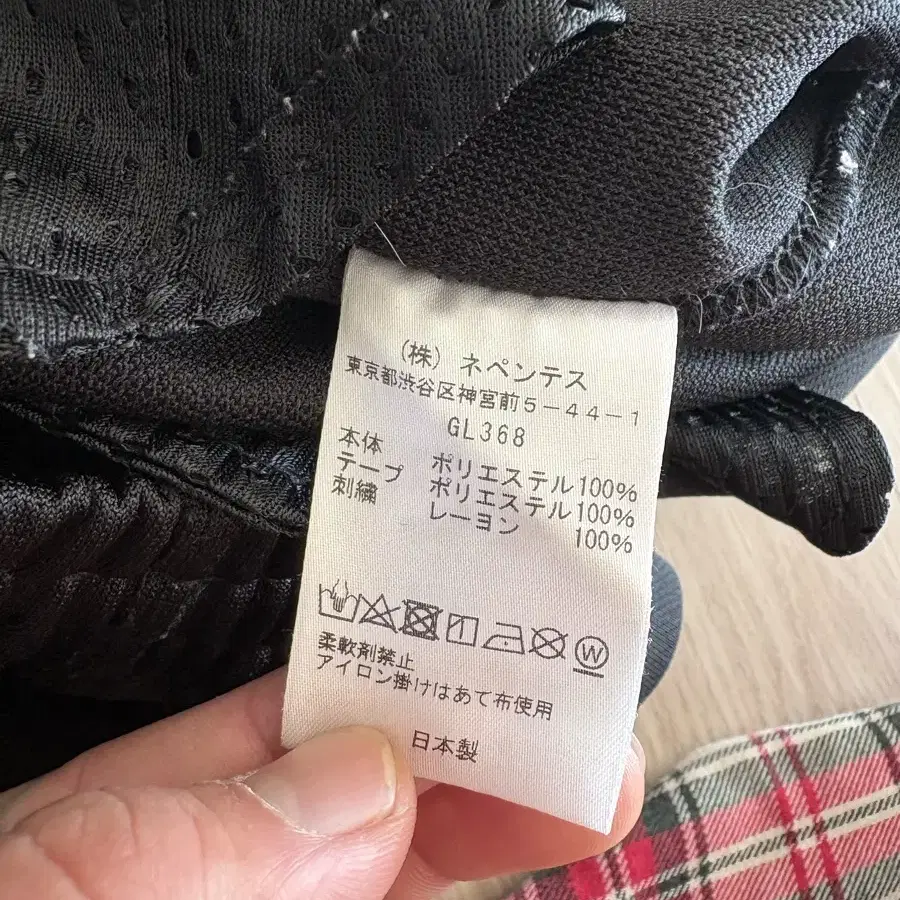 (株) ネペンテス
東京都渋谷区神宮前5-44-1
GL368
本体 ポリエステル100%
テープ ポリエステル100%
刺繍 レーヨン 100%
W
柔軟剤禁止
アイロン掛けはあて布使用
日本製